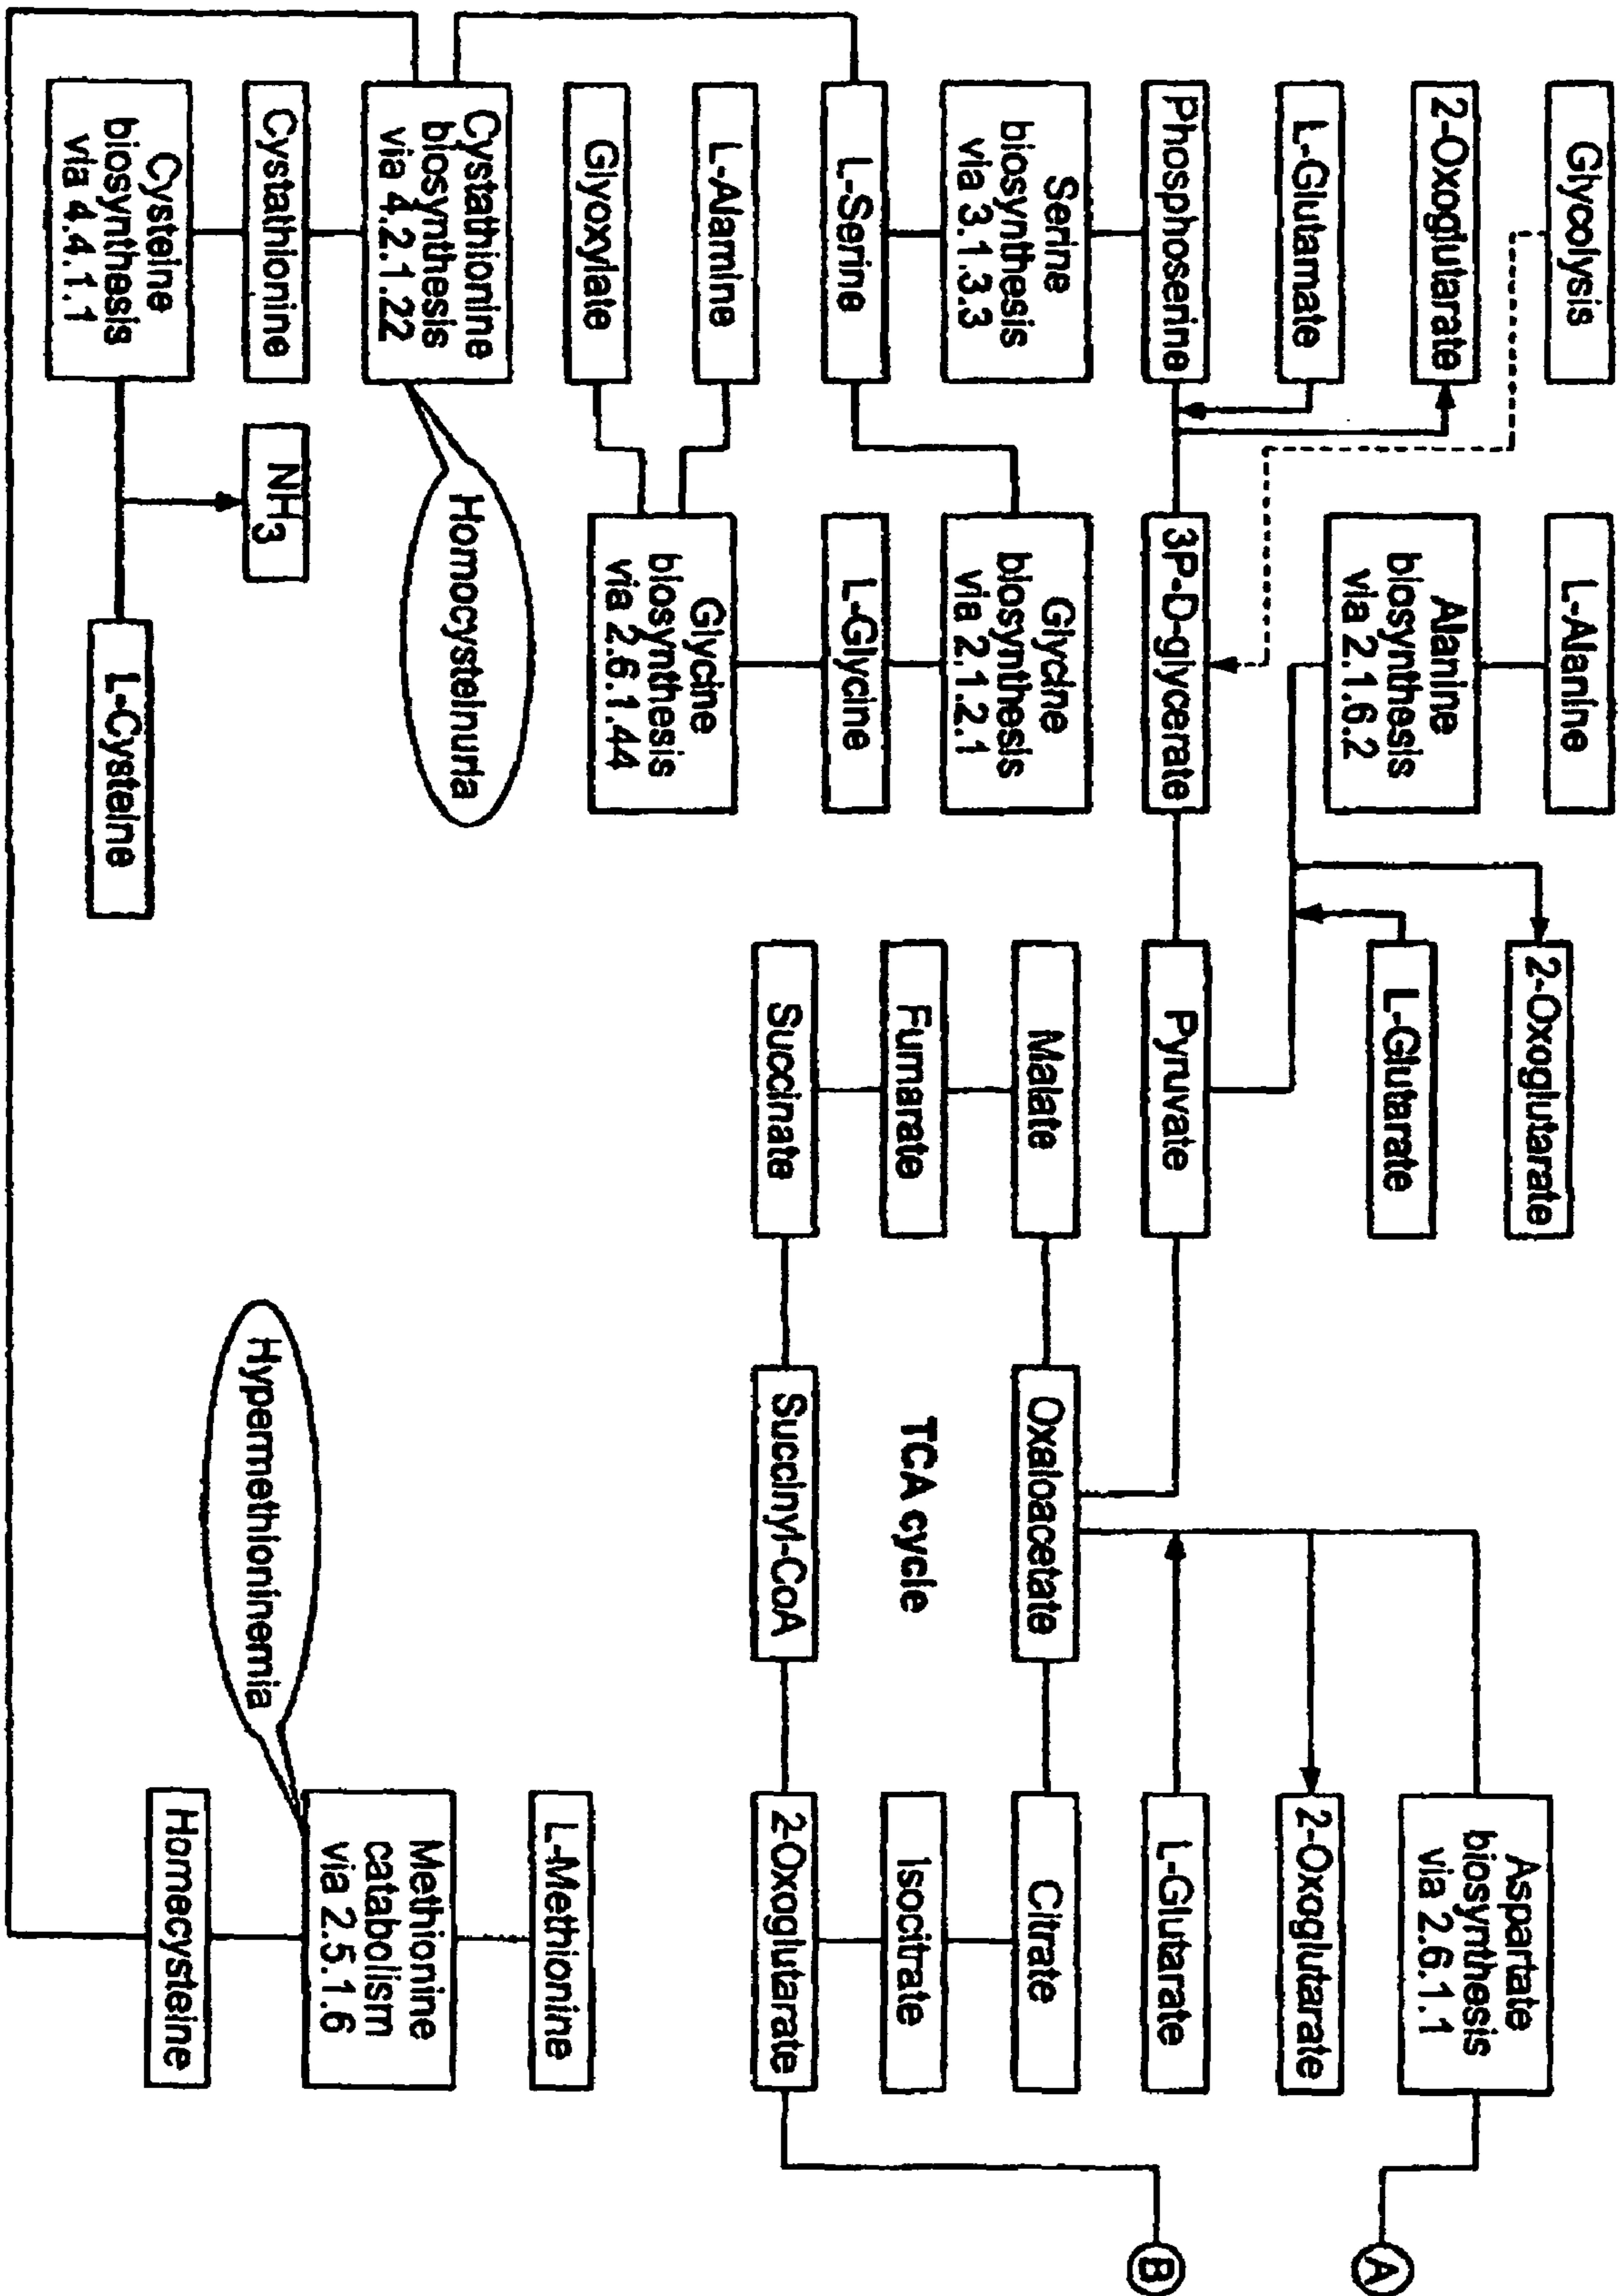 Glycolysis
L-Alanine
2-Oxoglutarate
Aspartate
biosynthesis
via 2.6.1.1
A
2-Oxoglutarate
Alanine
biosynthesis
via 2.1.6.2
L-Glutarate
2-Oxoglutarate
L-Glutamate
Phosphoserine
3P-D-glycerate
Pyruvate
L-Glutarate
B
Serine
biosynthesis
via 3.1.3.3
Glycine
biosynthesis
via 2.1.2.1
Malate
Oxaloacetate
Citrate
L-Serine
L-Glycine
Fumarate
TCA cycle
Isocitrate
L-Alamine
Glyoxylate
Glycine
biosynthesis
via 2.6.1.44
Succinate
Succinyl-CoA
2-Oxoglutarate
Cystathionine
biosynthesis
via 4.2.1.22
Homocysteinuria
L-Methionine
Cystathionine
NH3
Hypermethioninemia
Methionine
catabolism
via 2.5.1.6
Cysteine
biosynthesis
via 4.4.1.1
L-Cysteine
Homecysteine